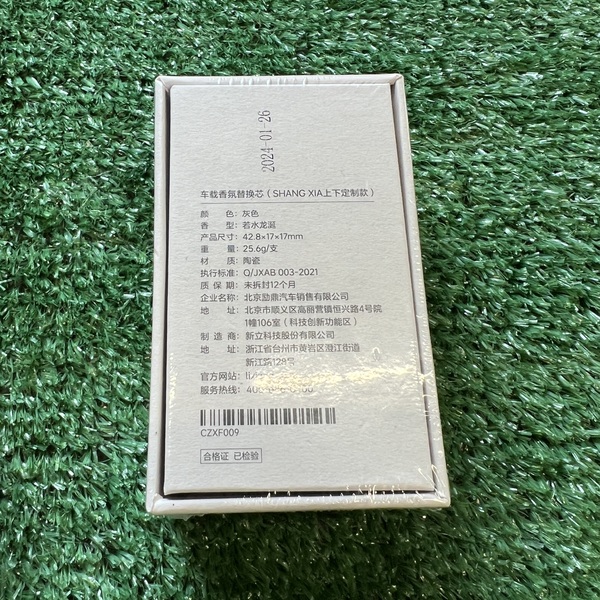 2024-01-26
车载香氛替换芯（SHANG XIA上下定制款）
颜 色：灰色
香 型：若水龙涎
产品尺寸：42.8×17×17mm
重 量：25.6g/支
材 质：陶瓷
执行标准：Q/JXAB 003-2021
质 保 期：未拆封12个月
企业名称：北京励鼎汽车销售有限公司
地 址：北京市顺义区高丽营镇恒兴路4号院
1幢106室（科技创新功能区）
制 造 商：新立科技股份有限公司
地 址：浙江省台州市黄岩区澄江街道
新江路128号
官方网站：
服务热线：
CZXF009
合格证 已检验